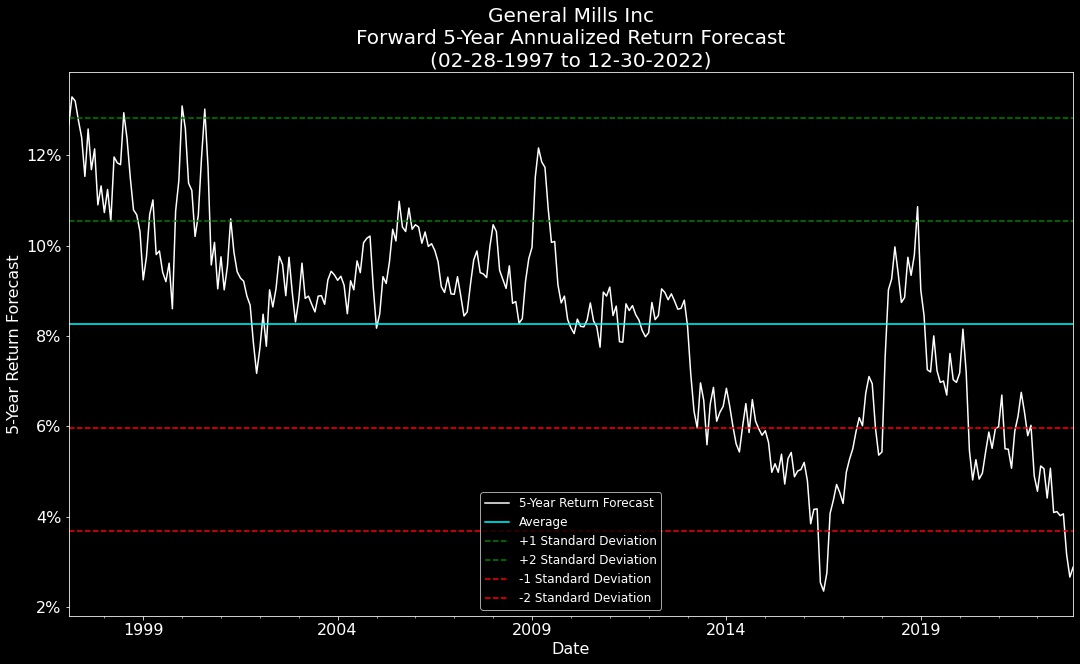 General Mills Inc
Forward 5-Year Annualized Return Forecast
(02-28-1997 to 12-30-2022)
12%
10%
8%
6%
4%
2%
5-Year Return Forecast
5-Year Return Forecast
Average
+1 Standard Deviation
+2 Standard Deviation
-1 Standard Deviation
-2 Standard Deviation
1999 2004 2009 2014 2019
Date